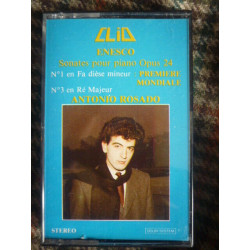 CLIO
ENESCO
Sonates pour piano Opus 24
N°1 en Fa dièse mineur PREMIERE
MONDIALE
N°3 en Ré Majeur
ANTONIO ROSADO
STEREO